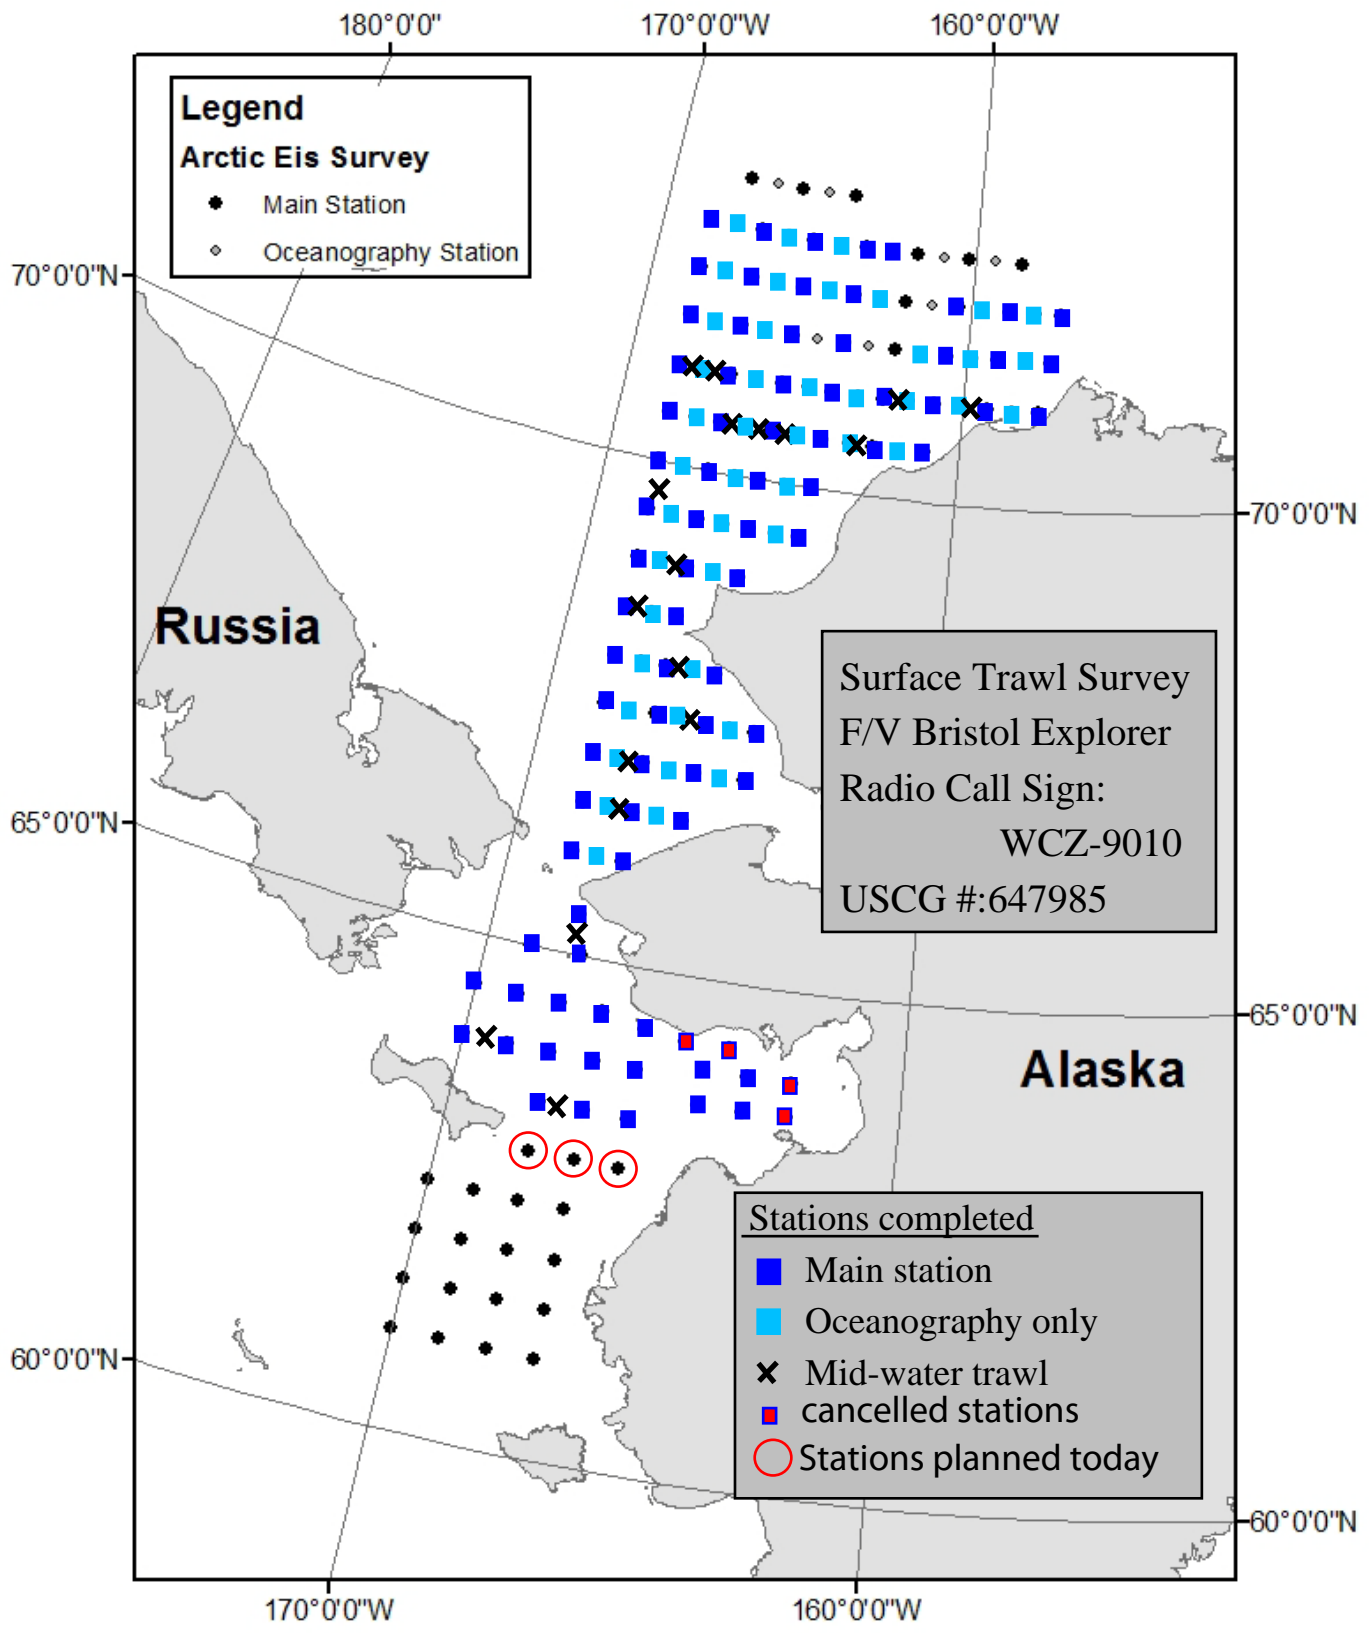 180°0'0"
170°0'0"W
160°0'0"W
Legend
Arctic Eis Survey
Main Station
Oceanography Station
70°0'0"N
70°0'0"N
Russia
Surface Trawl Survey
F/V Bristol Explorer
Radio Call Sign:
WCZ-9010
USCG #:647985
65°0'0"N
65°0'0"N
Alaska
Stations completed
Main station
Oceanography only
Mid-water trawl
cancelled stations
Stations planned today
60°0'0"N
60°0'0"N
170°0'0"W
160°0'0"W